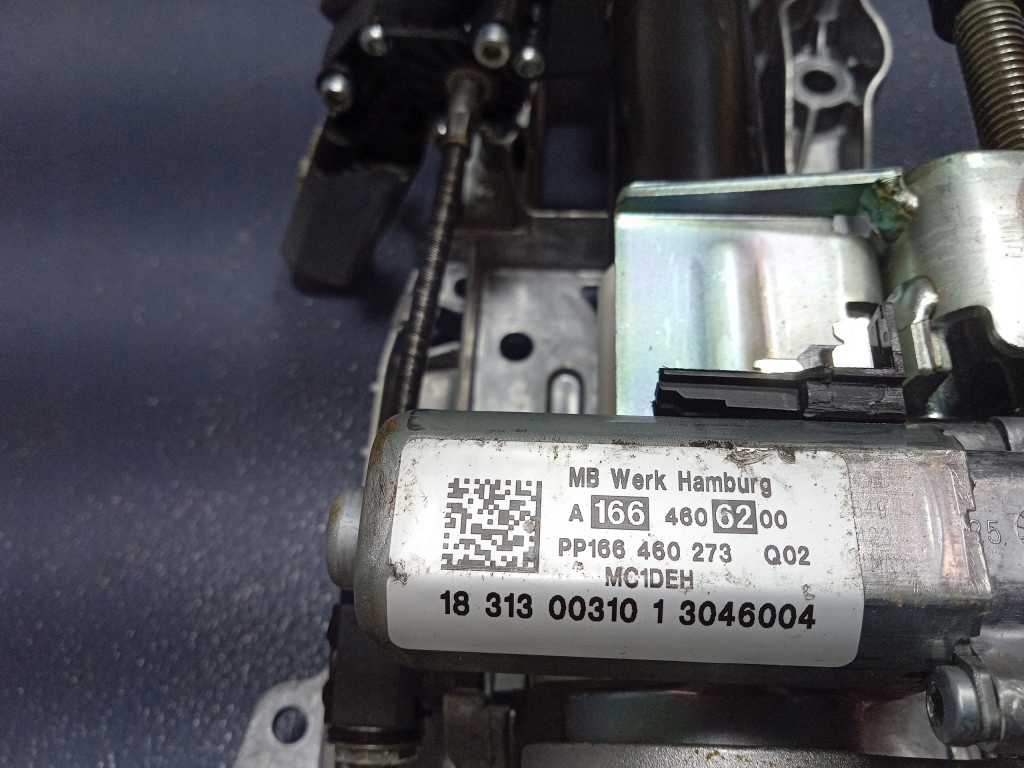 MB Werk Hamburg
A 166 460 62 00
PP166 460 273 Q02
MC1DEH
18 313 00310 1 3046004